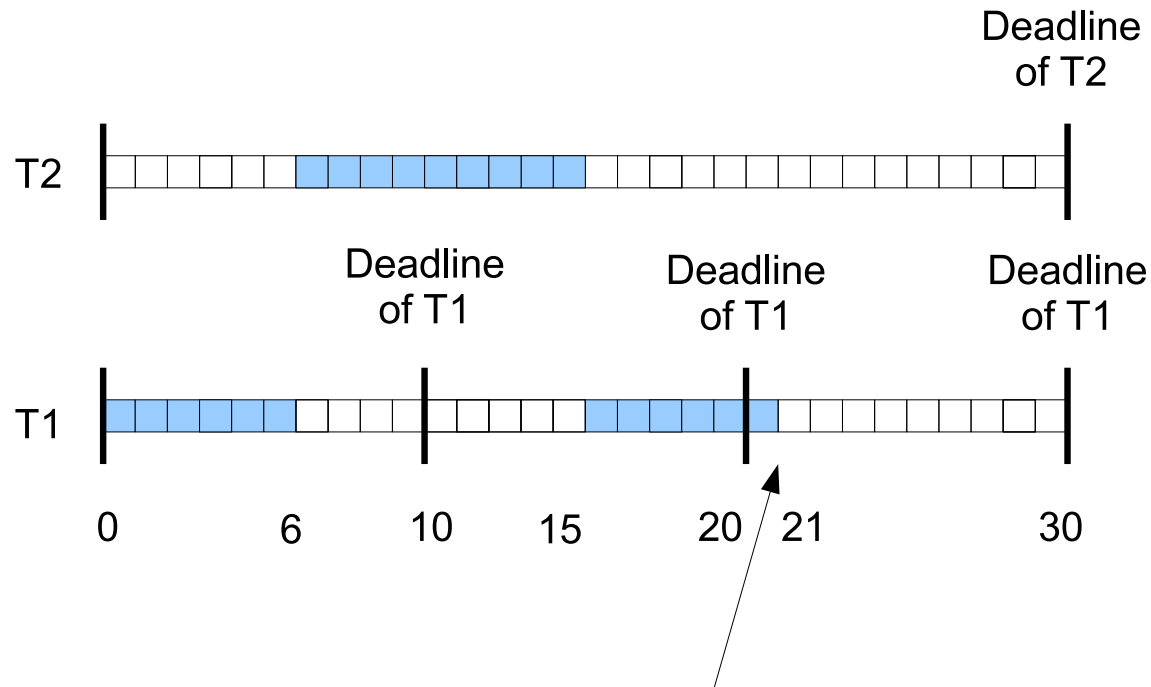 Deadline
of T2
T2
Deadline
of T1
Deadline
of T1
Deadline
of T1
T1
0 6 10 15 20 21 30